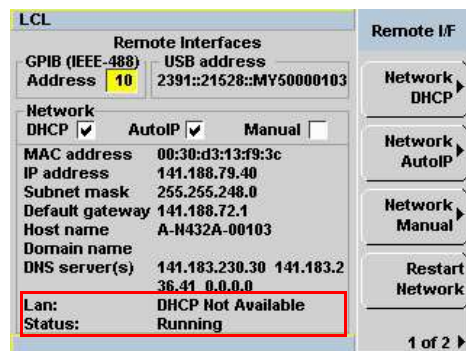 LCL
Remote Interfaces
GPIB (IEEE-488) USB address
Address 10 2391::21528::MY50000103
Network
DHCP AutoIP Manual
MAC address 00:30:d3:13:f9:3c
IP address 141.188.79.40
Subnet mask 255.255.248.0
Default gateway 141.188.72.1
Host name A-N432A-00103
Domain name
DNS server(s) 141.183.230.30 141.183.2
36.41 0.0.0.0
Lan: DHCP Not Available
Status: Running
Remote I/F
Network
DHCP
Network
AutoIP
Network
Manual
Restart
Network
1 of 2